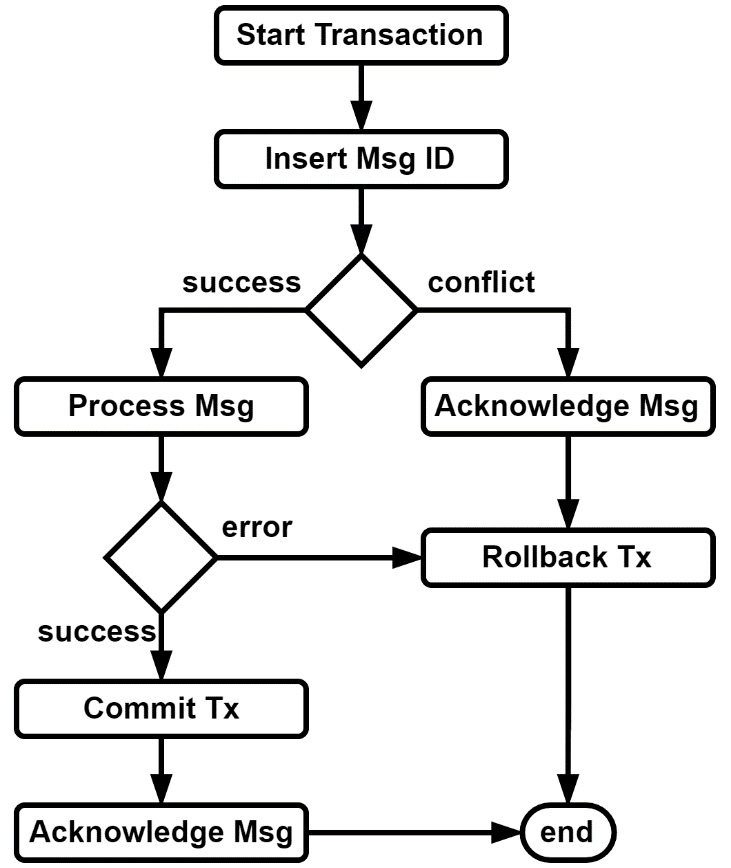 Start Transaction
Insert Msg ID
success
conflict
Process Msg
Acknowledge Msg
error
Rollback Tx
success
Commit Tx
Acknowledge Msg
end